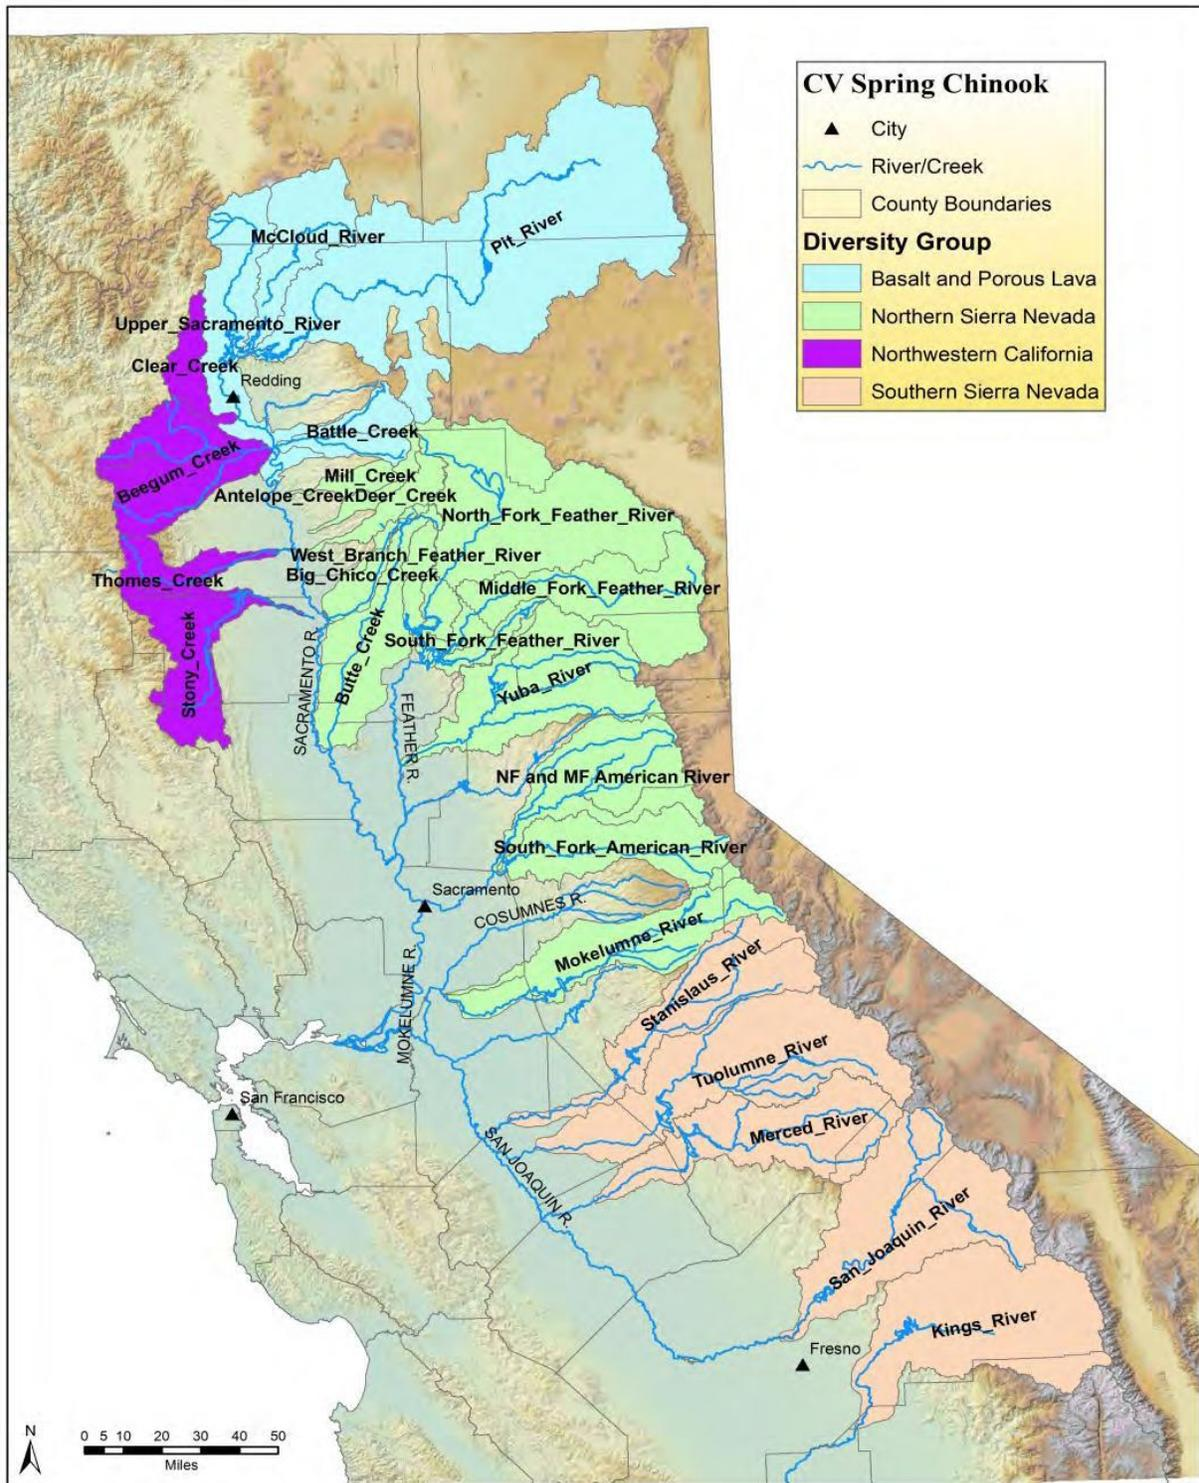 CV Spring Chinook
City
River/Creek
County Boundaries
Diversity Group
Basalt and Porous Lava
Northern Sierra Nevada
Northwestern California
Southern Sierra Nevada
McCloud_River
Pit_River
Upper_Sacramento_River
Clear_Creek
Redding
Battle_Creek
Beegum_Creek
Mill_Creek
Antelope_Creek
Deer_Creek
North_Fork_Feather_River
West_Branch_Feather_River
Big_Chico_Creek
Thomes_Creek
Middle_Fork_Feather_River
Stony_Creek
SACRAMENTO R.
Butte_Creek
South_Fork_Feather_River
FEATHER R.
Yuba_River
NF and MF American River
South_Fork_American_River
Sacramento
COSUMNES R.
MOKELUMNE R.
Mokelumne_River
Stanislaus_River
Tuolumne_River
San Francisco
SAN JOAQUIN R.
Merced_River
San_Joaquin_River
Kings_River
Fresno
N
0 5 10 20 30 40 50
Miles